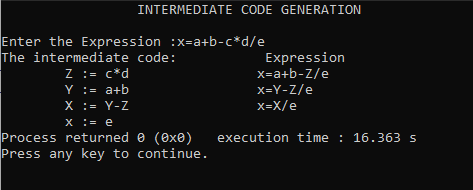 INTERMEDIATE CODE GENERATION
Enter the Expression :x=a+b-c*d/e
The intermediate code: Expression
Z := c*d x=a+b-Z/e
Y := a+b x=Y-Z/e
X := Y-Z x=X/e
x := e
Process returned 0 (0x0) execution time : 16.363 s
Press any key to continue.